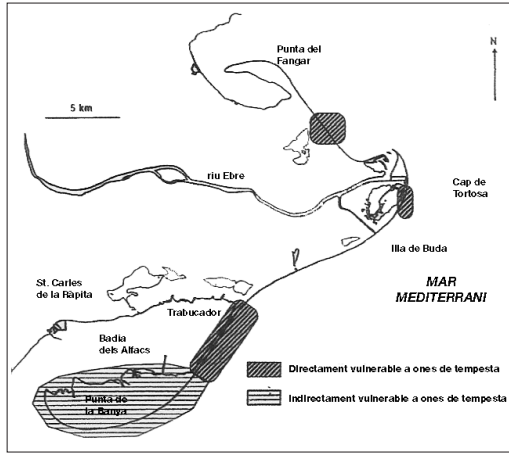 Punta del
Fangar
N
5 km
riu Ebre
Cap de
Tortosa
Illa de Buda
St. Carles
de la Ràpita
MAR
MEDITERRANI
Trabucador
Badia
dels Alfacs
Directament vulnerable a ones de tempesta
Punta de
la Banya
Indirectament vulnerable a ones de tempesta